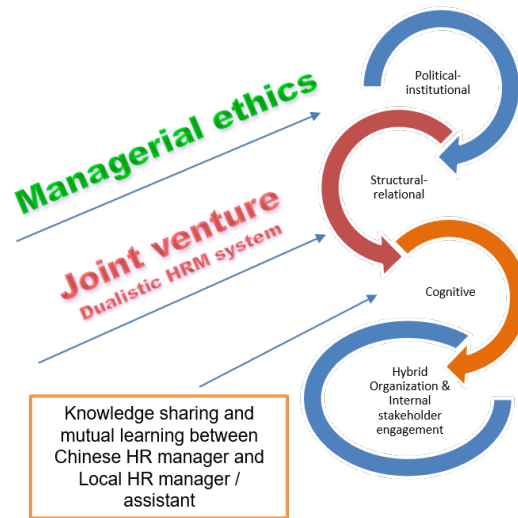 Managerial ethics
Political-
institutional
Joint venture
Dualistic HRM system
Structural-
relational
Cognitive
Knowledge sharing and
mutual learning between
Chinese HR manager and
Local HR manager /
assistant
Hybrid
Organization &
Internal
stakeholder
engagement